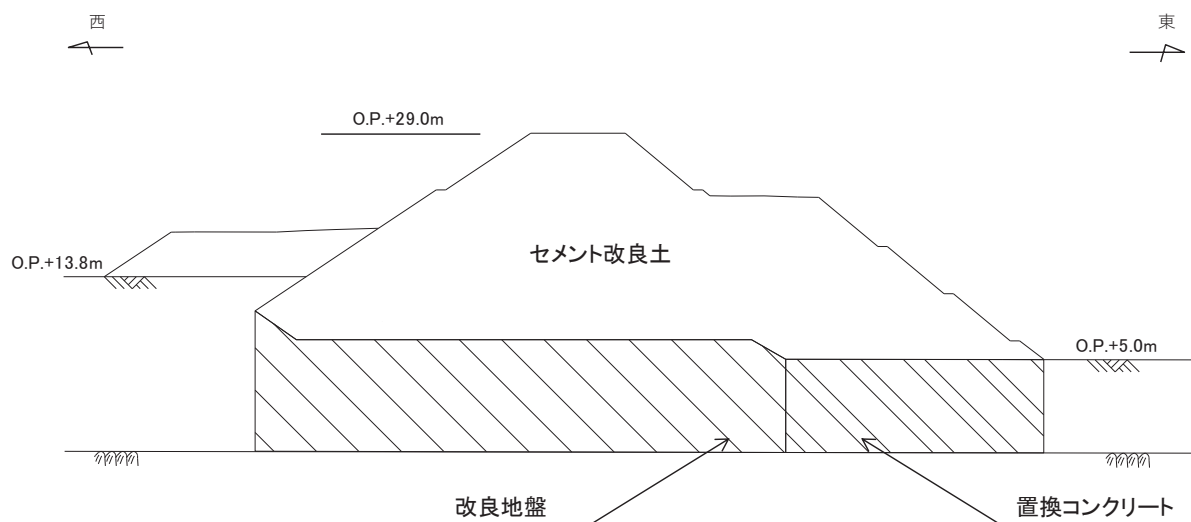 西
東
O.P.+29.0m
O.P.+13.8m
セメント改良土
O.P.+5.0m
改良地盤
置換コンクリート